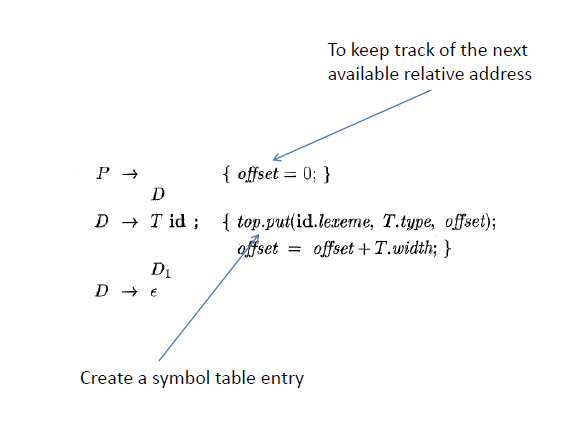 To keep track of the next
available relative address
P → { offset = 0; }
D
D → T id ; { top.put(id.lexeme, T.type, offset);
offset = offset + T.width; }
D₁
D → ϵ
Create a symbol table entry